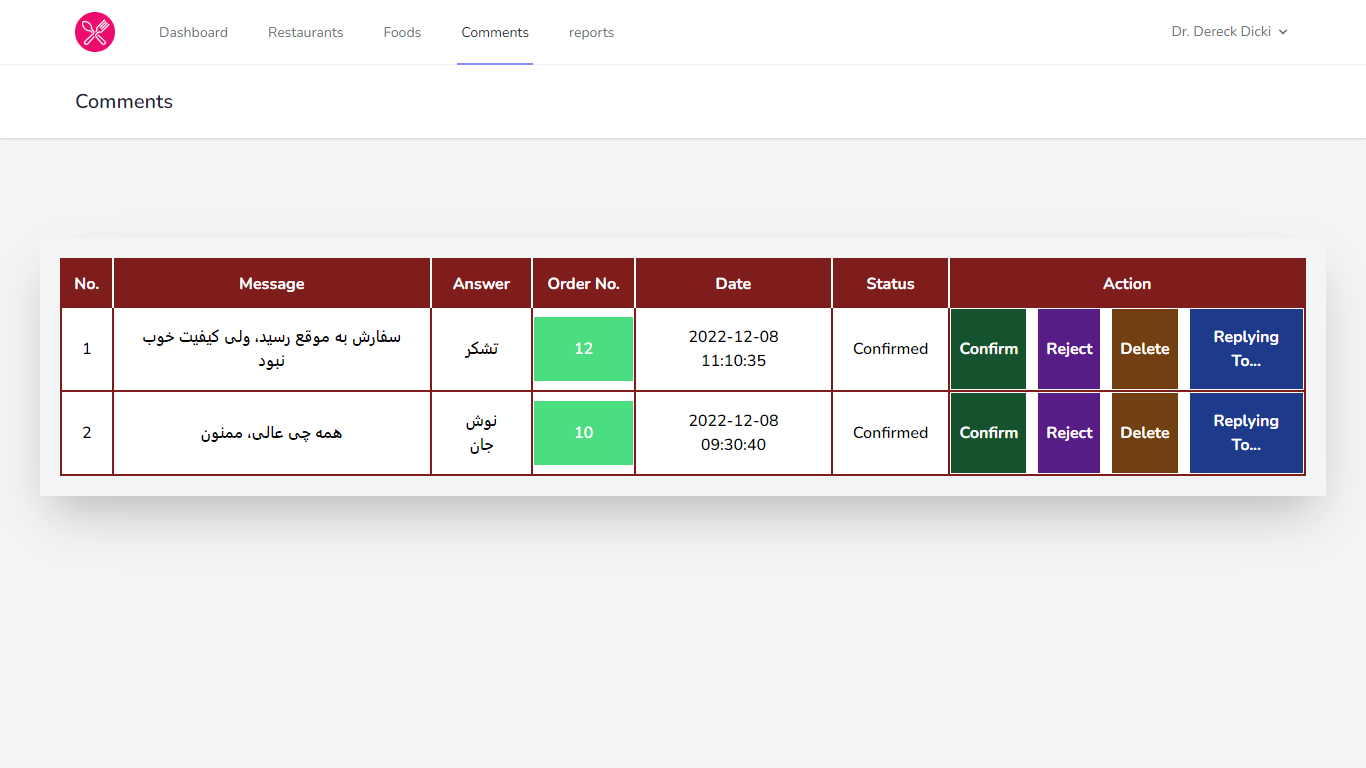 Dashboard Restaurants Foods Comments reports Dr. Dereck Dicki
Comments
No. Message Answer Order No. Date Status Action
1 سفارش به موقع رسید، ولی کیفیت خوب نبود تشکر 12 2022-12-08 11:10:35 Confirmed Confirm Reject Delete Replying To...
2 همه چی عالی، ممنون نوش جان 10 2022-12-08 09:30:40 Confirmed Confirm Reject Delete Replying To...